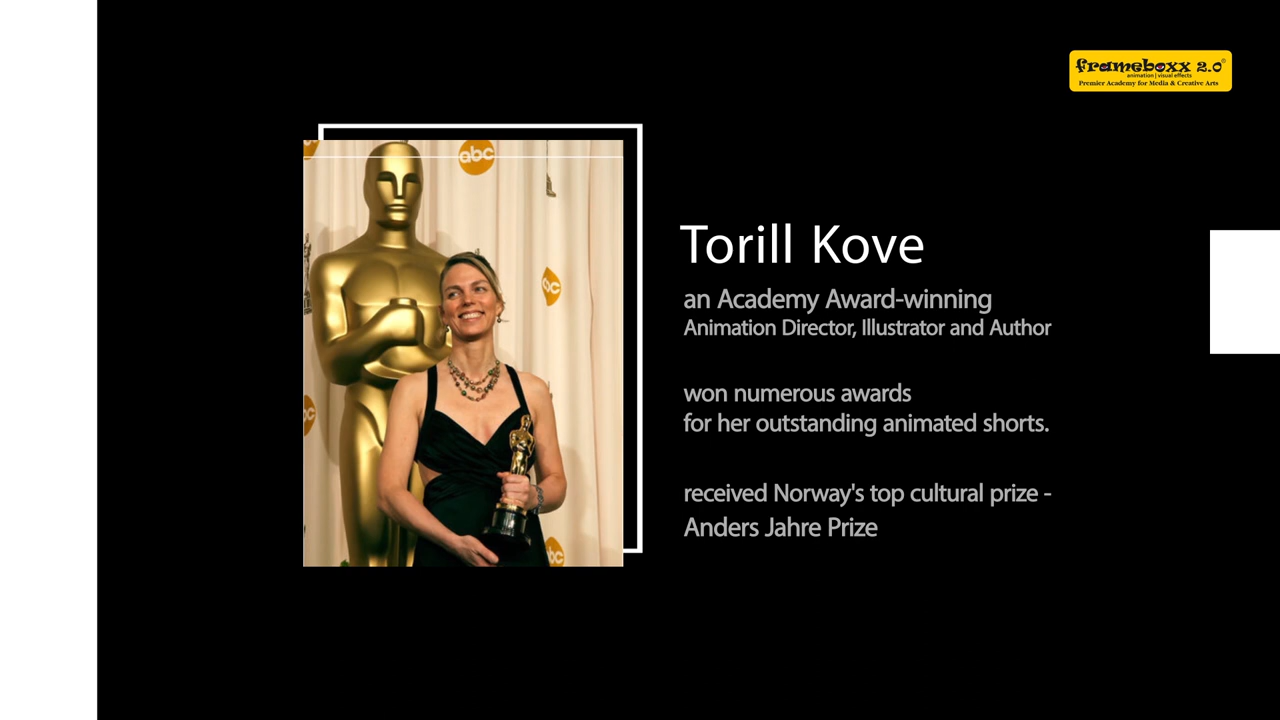 frameboxx 2.0
animation | visual effects
Premier Academy for Media & Creative Arts
abc
Torill Kove
an Academy Award-winning
Animation Director, Illustrator and Author
won numerous awards
for her outstanding animated shorts.
received Norway's top cultural prize -
Anders Jahre Prize